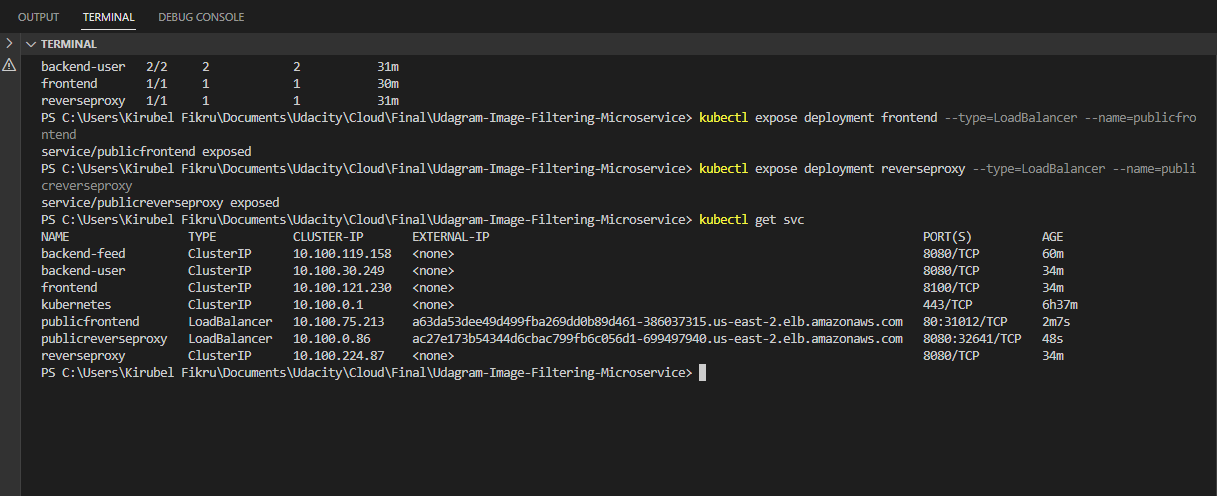 OUTPUT TERMINAL DEBUG CONSOLE
TERMINAL
backend-user 2/2 2 2 31m
frontend 1/1 1 1 30m
reverseproxy 1/1 1 1 31m
PS C:\Users\Kirubel Fikru\Documents\Udacity\Cloud\Final\Udagram-Image-Filtering-Microservice> kubectl expose deployment frontend --type=LoadBalancer --name=publicfro
ntend
service/publicfrontend exposed
PS C:\Users\Kirubel Fikru\Documents\Udacity\Cloud\Final\Udagram-Image-Filtering-Microservice> kubectl expose deployment reverseproxy --type=LoadBalancer --name=publi
creverseproxy
service/publicreverseproxy exposed
PS C:\Users\Kirubel Fikru\Documents\Udacity\Cloud\Final\Udagram-Image-Filtering-Microservice> kubectl get svc
NAME TYPE CLUSTER-IP EXTERNAL-IP PORT(S) AGE
backend-feed ClusterIP 10.100.119.158 <none> 8080/TCP 60m
backend-user ClusterIP 10.100.30.249 <none> 8080/TCP 34m
frontend ClusterIP 10.100.121.230 <none> 8100/TCP 34m
kubernetes ClusterIP 10.100.0.1 <none> 443/TCP 6h37m
publicfrontend LoadBalancer 10.100.75.213 a63da53dee49d499fba269dd0b89d461-386037315.us-east-2.elb.amazonaws.com 80:31012/TCP 2m7s
publicreverseproxy LoadBalancer 10.100.0.86 ac27e173b54344d6cbac799fb6c056d1-699497940.us-east-2.elb.amazonaws.com 8080:32641/TCP 48s
reverseproxy ClusterIP 10.100.224.87 <none> 8080/TCP 34m
PS C:\Users\Kirubel Fikru\Documents\Udacity\Cloud\Final\Udagram-Image-Filtering-Microservice>